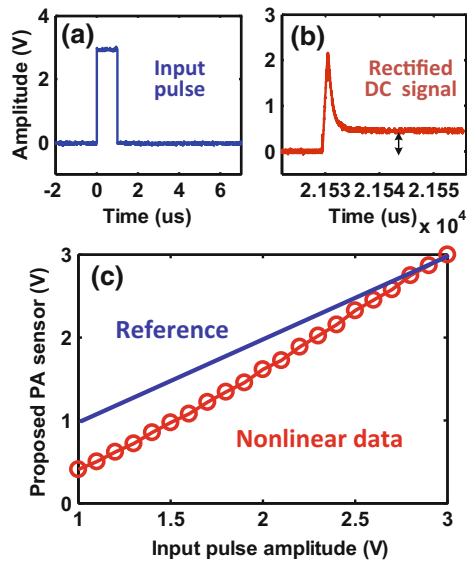 (a)
Input
pulse
Amplitude (V)
4
2
0
-2 0 2 4 6
Time (us)
(b)
Rectified
DC signal
3
2
1
0
2.153 2.154 2.155
Time (us)
x 10⁴
(c)
Reference
Nonlinear data
Proposed PA sensor (V)
3
2
1
0
1 1.5 2 2.5 3
Input pulse amplitude (V)